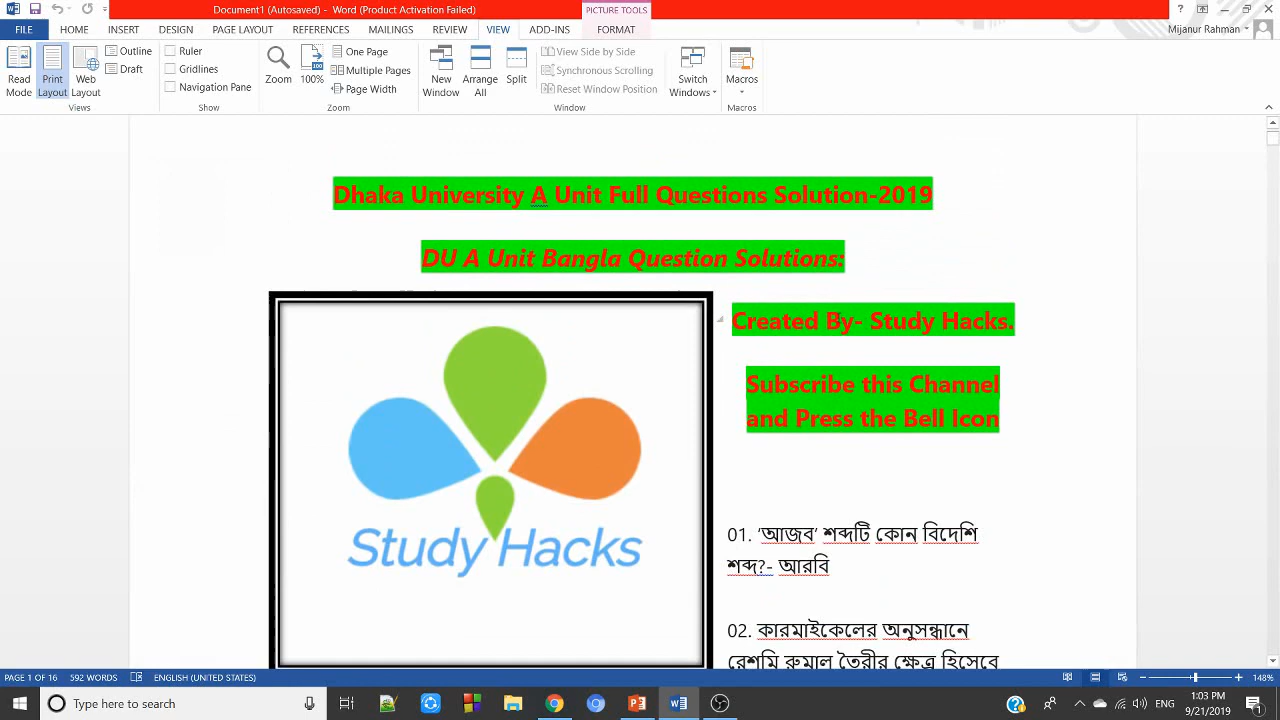 Document1 (Autosaved) - Word (Product Activation Failed)
PICTURE TOOLS
FILE HOME INSERT DESIGN PAGE LAYOUT REFERENCES MAILINGS REVIEW VIEW ADD-INS FORMAT
Mijanur Rahman
Read Mode
Print Layout
Web Layout
Outline
Draft
Views
Ruler
Gridlines
Navigation Pane
Show
Zoom
100%
One Page
Multiple Pages
Page Width
Zoom
New Window
Arrange All
Split
View Side by Side
Synchronous Scrolling
Reset Window Position
Window
Switch Windows
Macros
Macros
Dhaka University A Unit Full Questions Solution-2019
DU A Unit Bangla Question Solutions:
Created By- Study Hacks.
Subscribe this Channel
and Press the Bell Icon
Study Hacks
01. ‘আজব’ শব্দটি কোন বিদেশি
শব্দ?- আরবি
02. কারমাইকেলের অনুসন্ধানে
রেশমি রুমাল তৈরীর ক্ষেত্র হিসেবে
PAGE 1 OF 16 592 WORDS ENGLISH (UNITED STATES) 148%
Type here to search
ENG
1:03 PM
9/21/2019